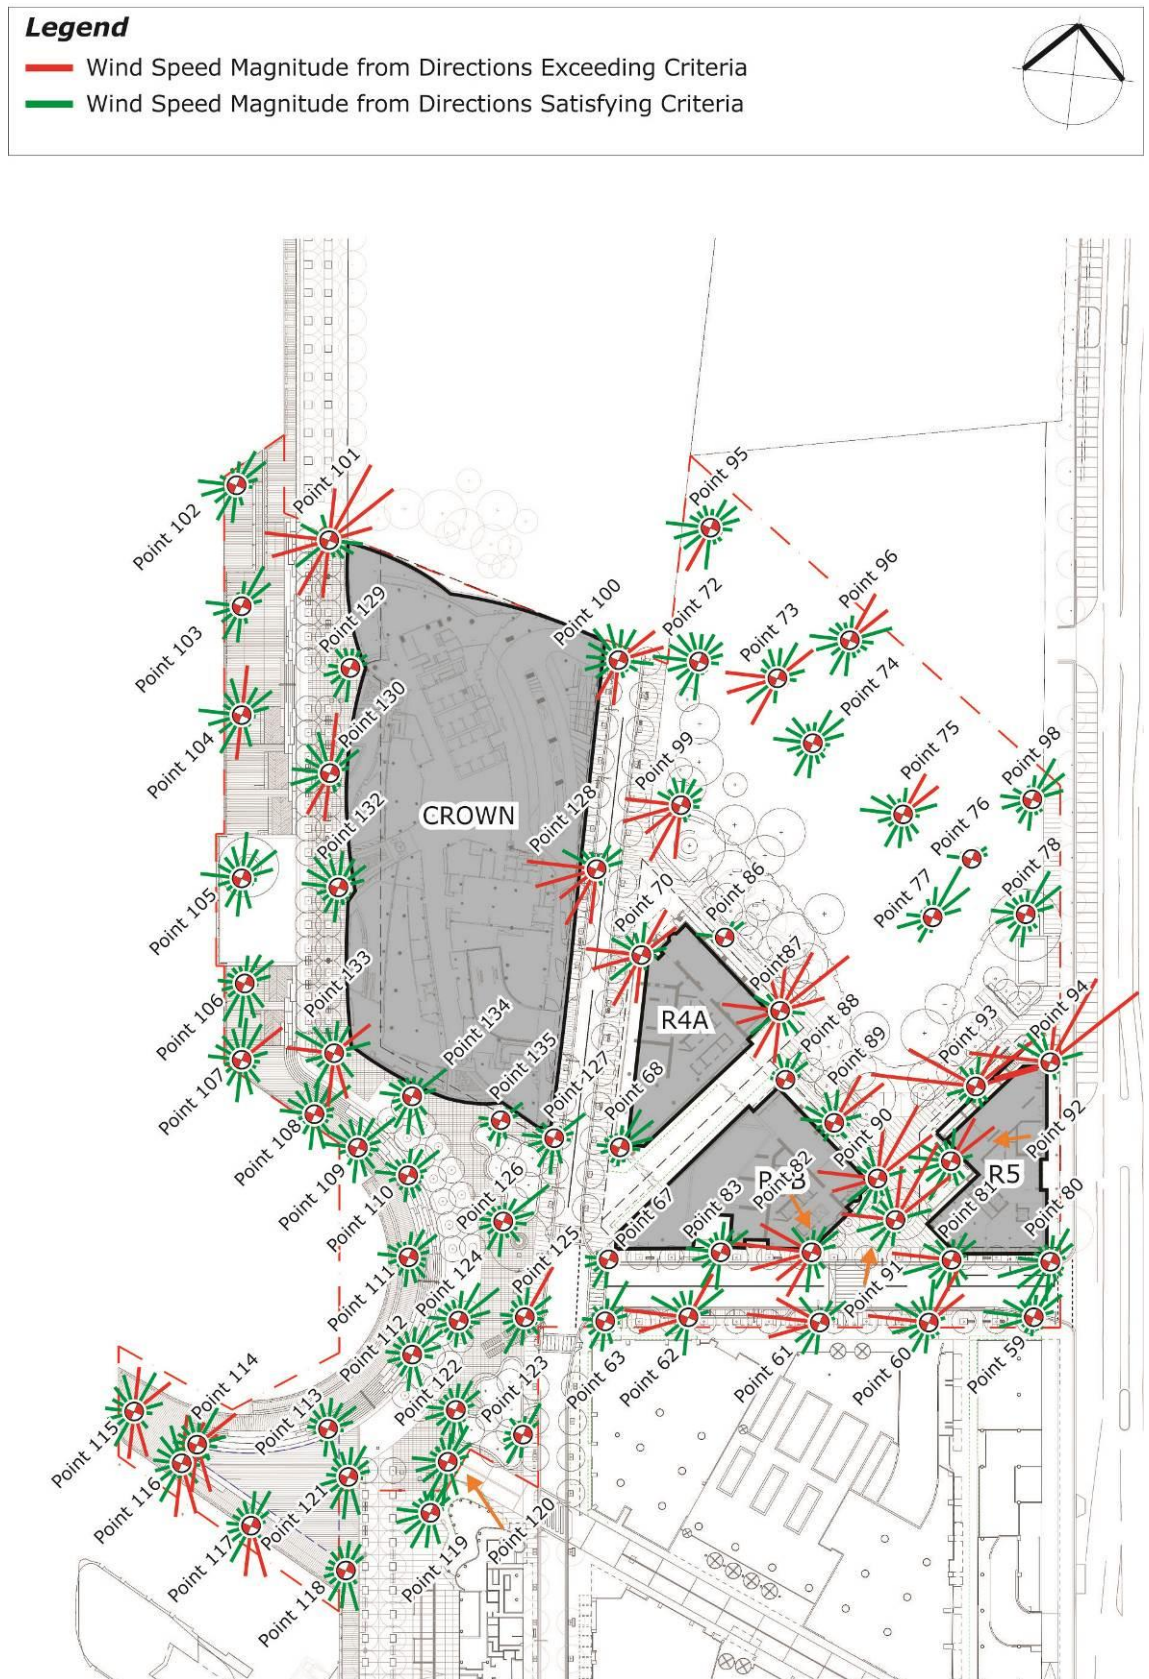 Legend
Wind Speed Magnitude from Directions Exceeding Criteria
Wind Speed Magnitude from Directions Satisfying Criteria
Point 95
Point 101
Point 102
Point 96
Point 100
Point 72
Point 73
Point 129
Point 103
Point 74
Point 130
Point 104
Point 99
Point 75
Point 98
CROWN
Point 128
Point 132
Point 76
Point 78
Point 77
Point 86
Point 70
Point 105
Point87
Point 133
Point 106
R4A
Point 88
Point 94
Point 93
Point 134
Point 135
Point 89
Point 107
Point 127
Point 68
Point 108
Point 90
Point 92
R5
Point 109
Point 82
Point 126
Point 110
Point 67
Point 83
Point 81
Point 80
Point 125
Point 124
Point 111
Point 91
Point 112
Point 63
Point 62
Point 61
Point 60
Point 59
Point 114
Point 113
Point 122
Point 123
Point 115
Point 116
Point 121
Point 120
Point 117
Point 119
Point 118